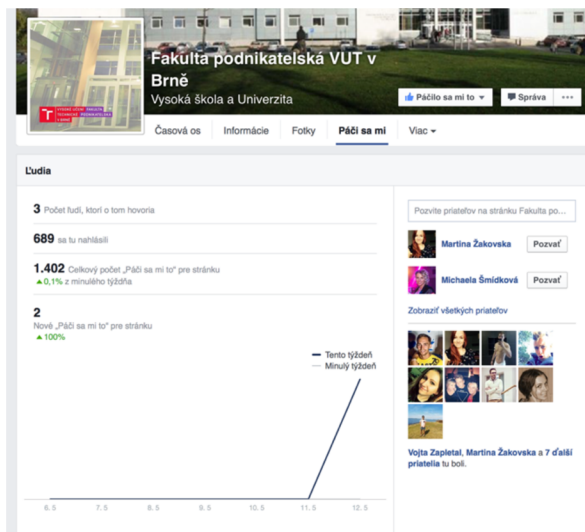 Fakulta podnikatelská VUT v
Brně
Vysoká škola a Univerzita
Páčilo sa mi to
Správa
Časová os
Informácie
Fotky
Páči sa mi
Viac
Ľudia
3 Počet ľudí, ktorí o tom hovoria
689 sa tu nahlásili
1.402 Celkový počet „Páči sa mi to" pre stránku
0,1% z minulého týždňa
2
Nové „Páči sa mi to" pre stránku
100%
Tento týždeň
Minulý týždeň
6. 5
7. 5
8. 5
9. 5
10. 5
11. 5
12. 5
Pozvite priateľov na stránku Fakulta po...
Martina Žakovska
Pozvať
Michaela Šmídková
Pozvať
Zobraziť všetkých priateľov
Vojta Zapletal, Martina Žakovska a 7 ďalší
priatelia tu boli.